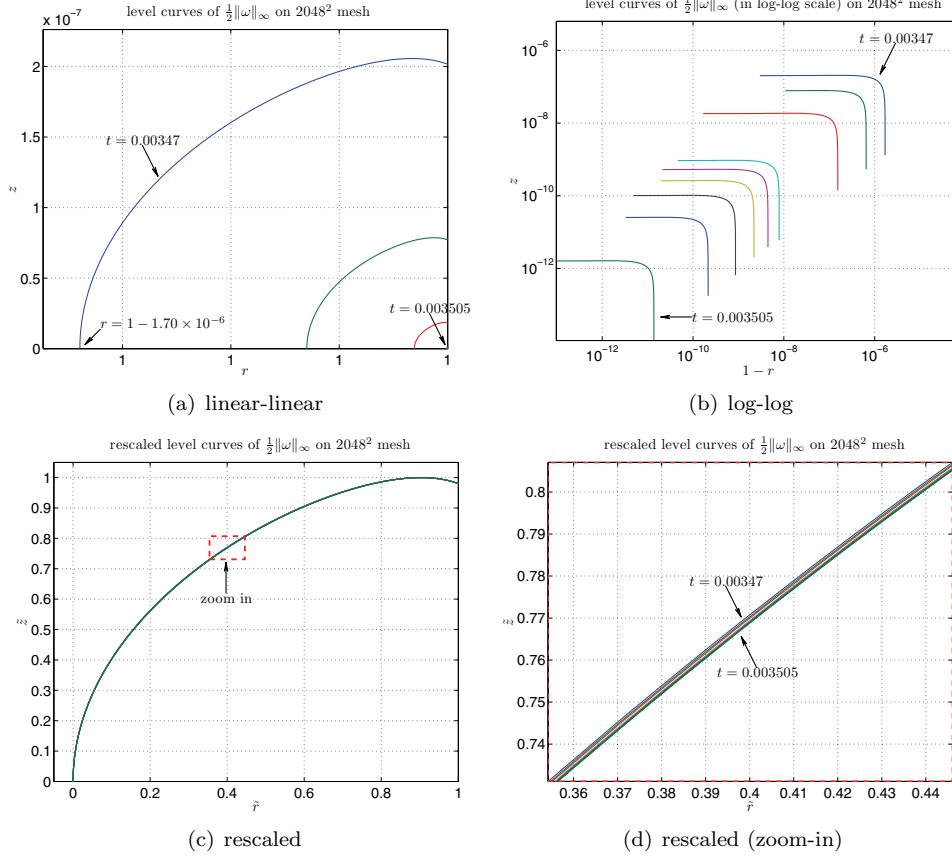 level curves of ½‖ω‖∞ on 2048² mesh
x 10⁻⁷
2
1.5
1
0.5
0
z
t = 0.00347
t = 0.003505
r = 1 − 1.70 × 10⁻⁶
1 1 1 1
r
(a) linear-linear
level curves of ½‖ω‖∞ (in log-log scale) on 2048² mesh
10⁻⁶
10⁻⁸
10⁻¹⁰
10⁻¹²
z
t = 0.00347
t = 0.003505
10⁻¹² 10⁻¹⁰ 10⁻⁸ 10⁻⁶
1 − r
(b) log-log
rescaled level curves of ½‖ω‖∞ on 2048² mesh
1
0.9
0.8
0.7
0.6
0.5
0.4
0.3
0.2
0.1
0
z̃
zoom in
0 0.2 0.4 0.6 0.8 1
r̃
(c) rescaled
rescaled level curves of ½‖ω‖∞ on 2048² mesh
0.8
0.79
0.78
0.77
0.76
0.75
0.74
z̃
t = 0.00347
t = 0.003505
0.36 0.37 0.38 0.39 0.4 0.41 0.42 0.43 0.44
r̃
(d) rescaled (zoom-in)